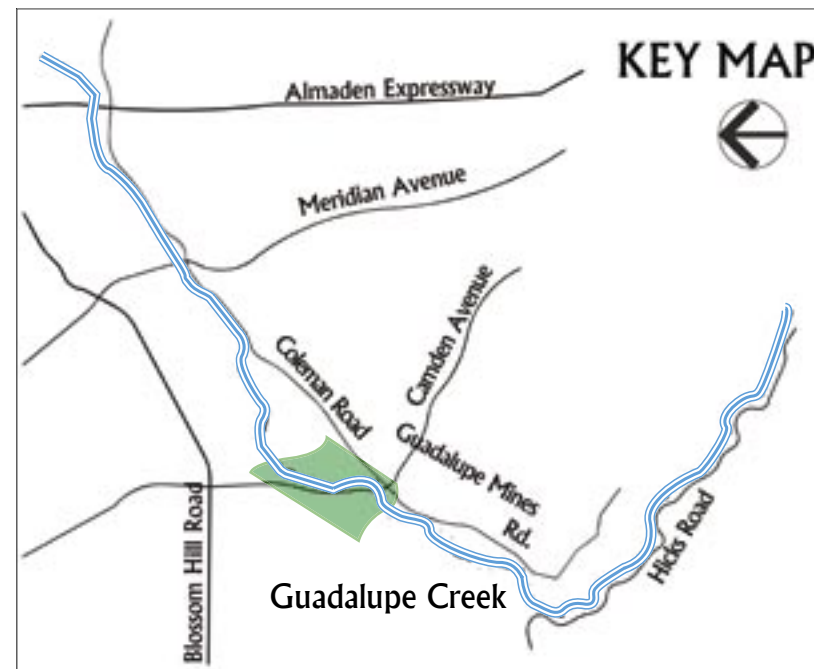 KEY MAP
Almaden Expressway
Meridian Avenue
Camden Avenue
Coleman Road
Guadalupe Mines
Rd.
Hicks Road
Blossom Hill Road
Guadalupe Creek